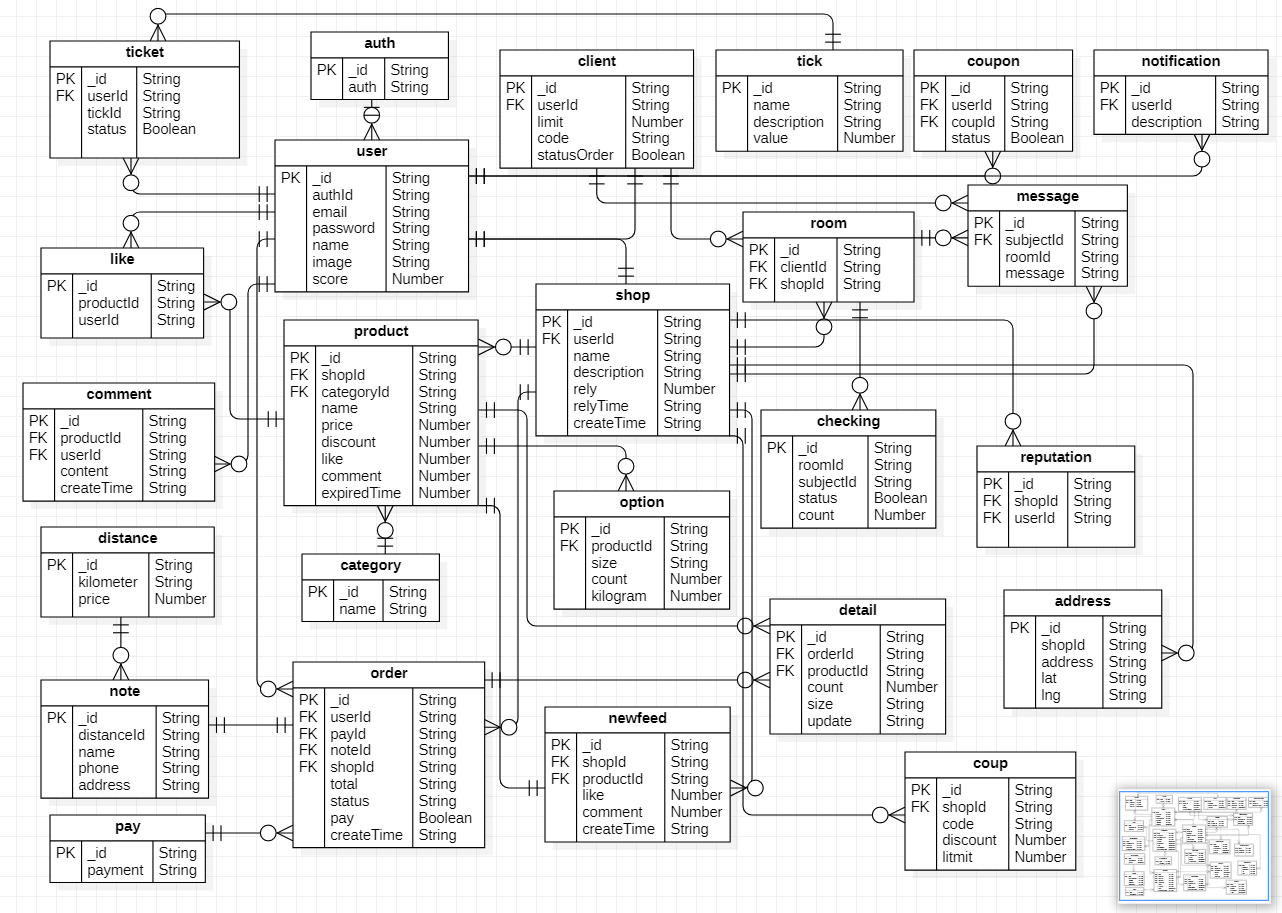 ticket
PK _id String
FK userId String
tickId String
status Boolean
auth
PK _id String
auth String
client
PK _id String
FK userId String
limit Number
code String
statusOrder Boolean
tick
PK _id String
name String
description String
value Number
coupon
PK _id String
FK userId String
FK coupId String
status Boolean
notification
PK _id String
FK userId String
description String
user
PK _id String
authId String
email String
password String
name String
image String
score Number
message
PK _id String
FK subjectId String
roomId String
message String
room
PK _id String
FK clientId String
FK shopId String
like
PK _id String
productId String
userId String
shop
PK _id String
FK userId String
name String
description String
rely Number
relyTime String
createTime String
product
PK _id String
FK shopId String
FK categoryId String
name String
price Number
discount Number
like Number
comment Number
expiredTime Number
comment
PK _id String
FK productId String
FK userId String
content String
createTime String
checking
PK _id String
roomId String
subjectId String
status Boolean
count Number
reputation
PK _id String
FK shopId String
FK userId String
option
PK _id String
FK productId String
size String
count Number
kilogram Number
distance
PK _id String
kilometer String
price Number
category
PK _id String
name String
detail
PK _id String
FK orderId String
FK productId String
count Number
size String
update String
address
PK _id String
shopId String
address String
lat String
lng String
note
PK _id String
distanceId String
name String
phone String
address String
order
PK _id String
FK userId String
FK payId String
FK noteId String
FK shopId String
total String
status String
pay Boolean
createTime String
newfeed
PK _id String
FK shopId String
FK productId String
like Number
comment Number
createTime String
coup
PK _id String
FK shopId String
code String
discount Number
litmit Number
pay
PK _id String
payment String